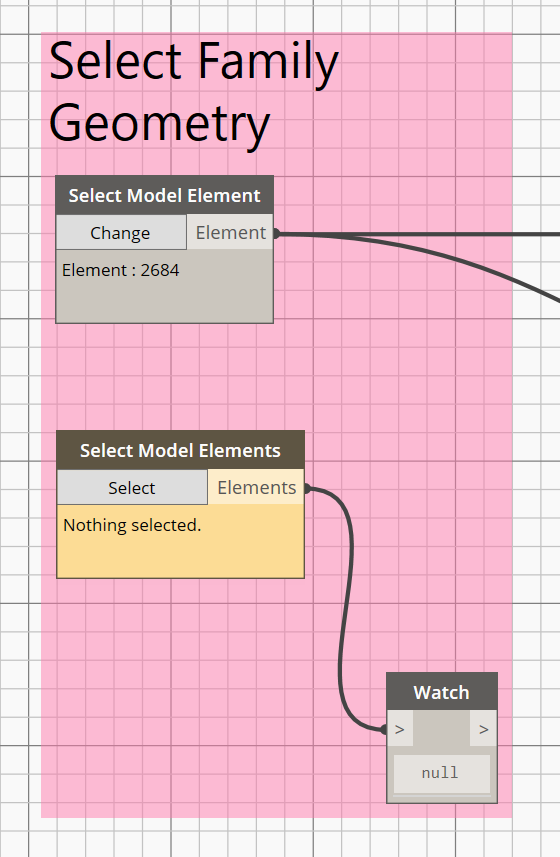 Select Family
Geometry
Select Model Element
Change
Element
Element : 2684
Select Model Elements
Select
Elements
Nothing selected.
Watch
> >
null